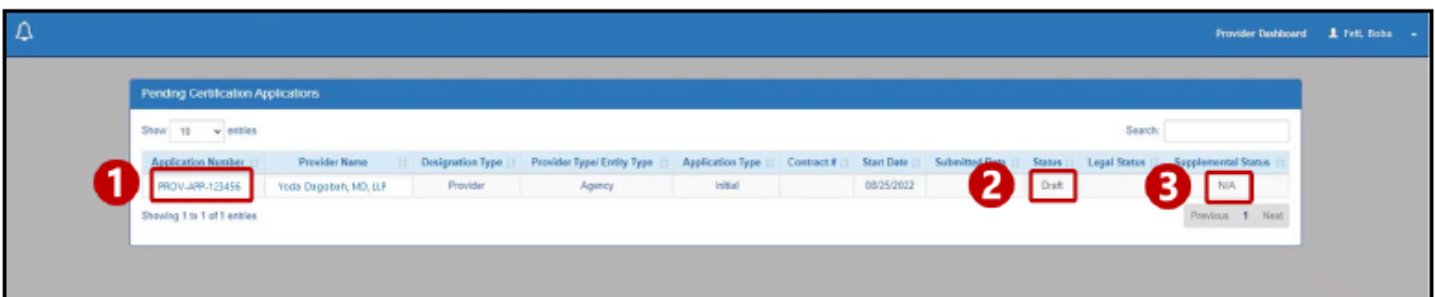 Provider Dashboard Fett, Boba
Pending Certification Applications
Show 10 entries Search:
Application Number Provider Name Designation Type Provider Type/ Entity Type Application Type Contract # Start Date Submitted Date Status Legal Status Supplemental Status
1 PROV-APP-123456 Yoda Dagobah, MD, LLP Provider Agency Initial 08/25/2022 2 Draft 3 N/A
Showing 1 to 1 of 1 entries Previous 1 Next